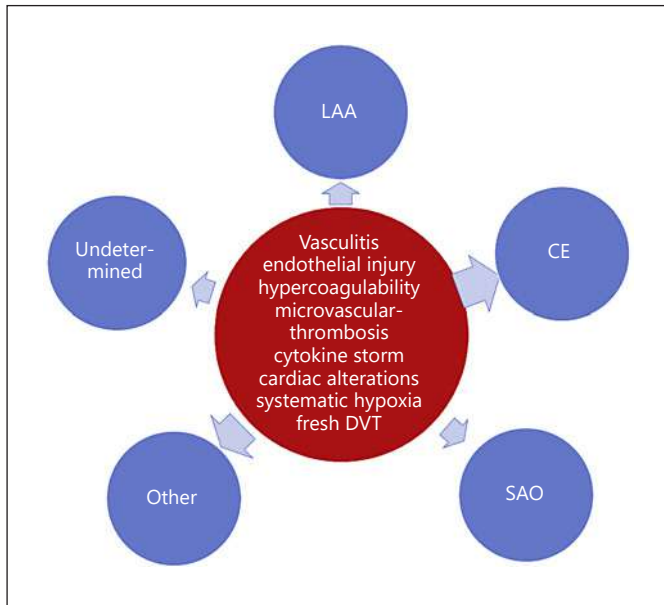 LAA
Undeter-
mined
CE
Vasculitis
endothelial injury
hypercoagulability
microvascular-
thrombosis
cytokine storm
cardiac alterations
systematic hypoxia
fresh DVT
Other
SAO